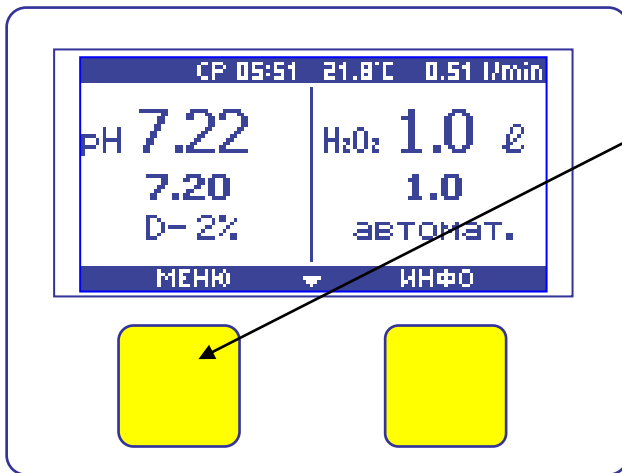 СР 05:51 21.8°C 0.51 l/min
pH 7.22 H₂O₂ 1.0 ℓ
7.20 1.0
D- 2% автомат.
МЕНЮ ИНФО